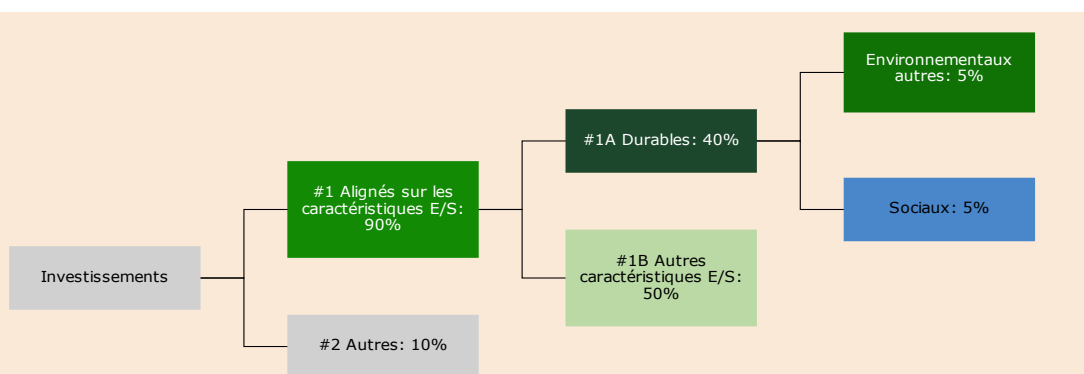 Investissements
#1 Alignés sur les
caractéristiques E/S:
90%
#2 Autres: 10%
#1A Durables: 40%
#1B Autres
caractéristiques E/S:
50%
Environnementaux
autres: 5%
Sociaux: 5%